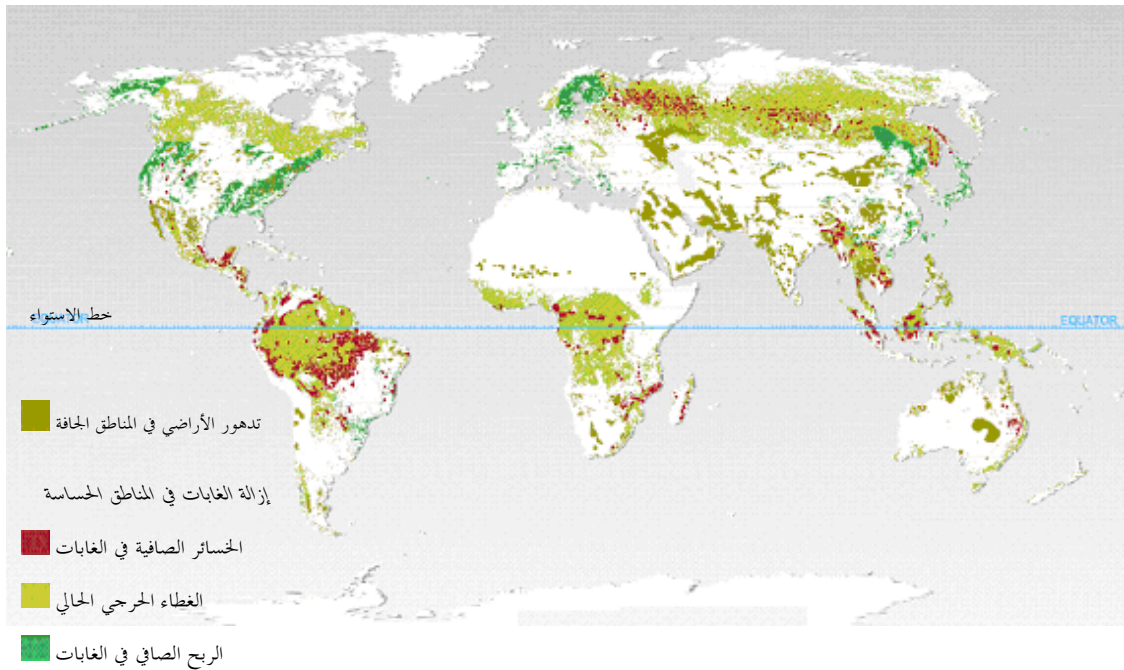 خط الاستواء
EQUATOR
EQUATOR
تدهور الأراضي في المناطق الجافة
إزالة الغابات في المناطق الحساسة
الخسائر الصافية في الغابات
الغطاء الحرجي الحالي
الربح الصافي في الغابات